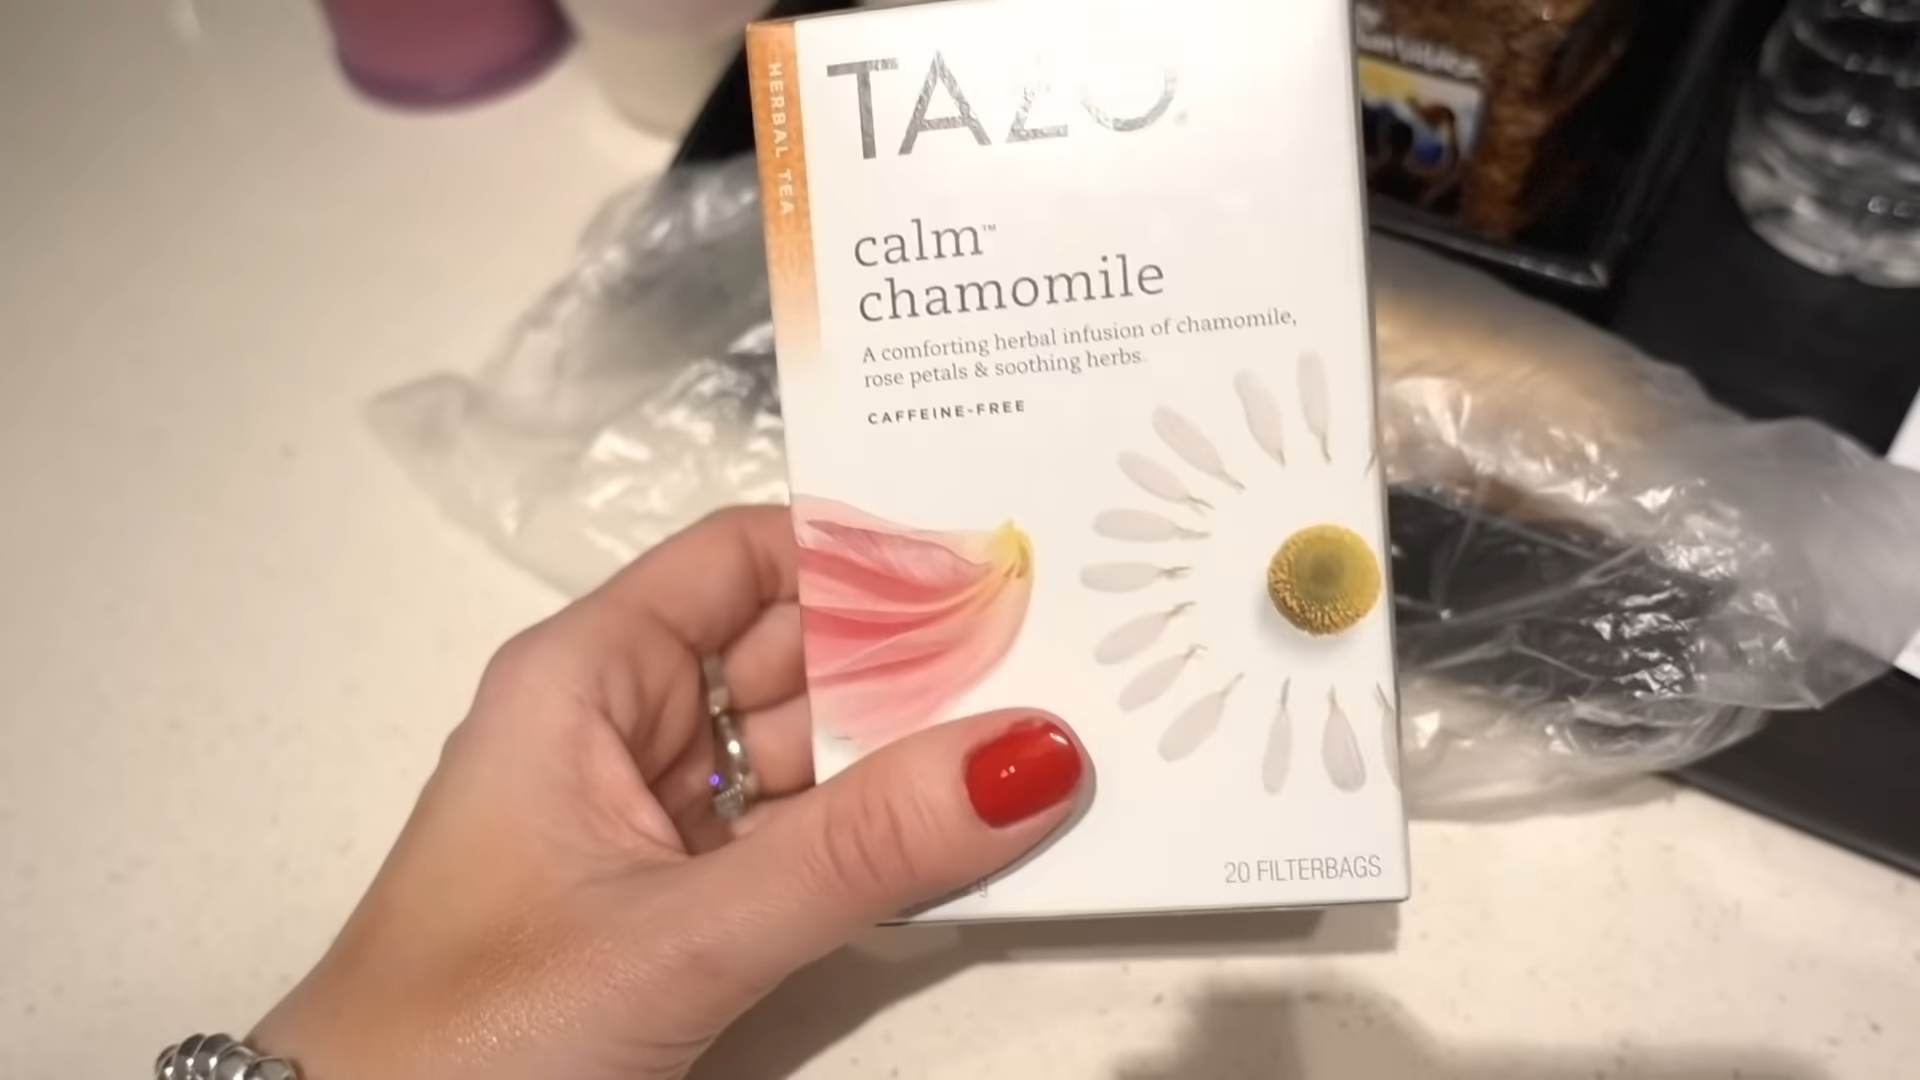 HERBAL TEA
TAZO
calm™
chamomile
A comforting herbal infusion of chamomile,
rose petals & soothing herbs.
CAFFEINE-FREE
20 FILTERBAGS